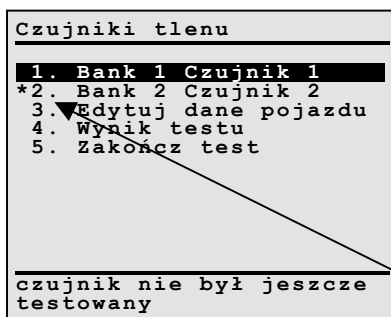 Czujniki tlenu
1. Bank 1 Czujnik 1
*2. Bank 2 Czujnik 2
3. Edytuj dane pojazdu
4. Wynik testu
5. Zakończ test
czujnik nie był jeszcze
testowany